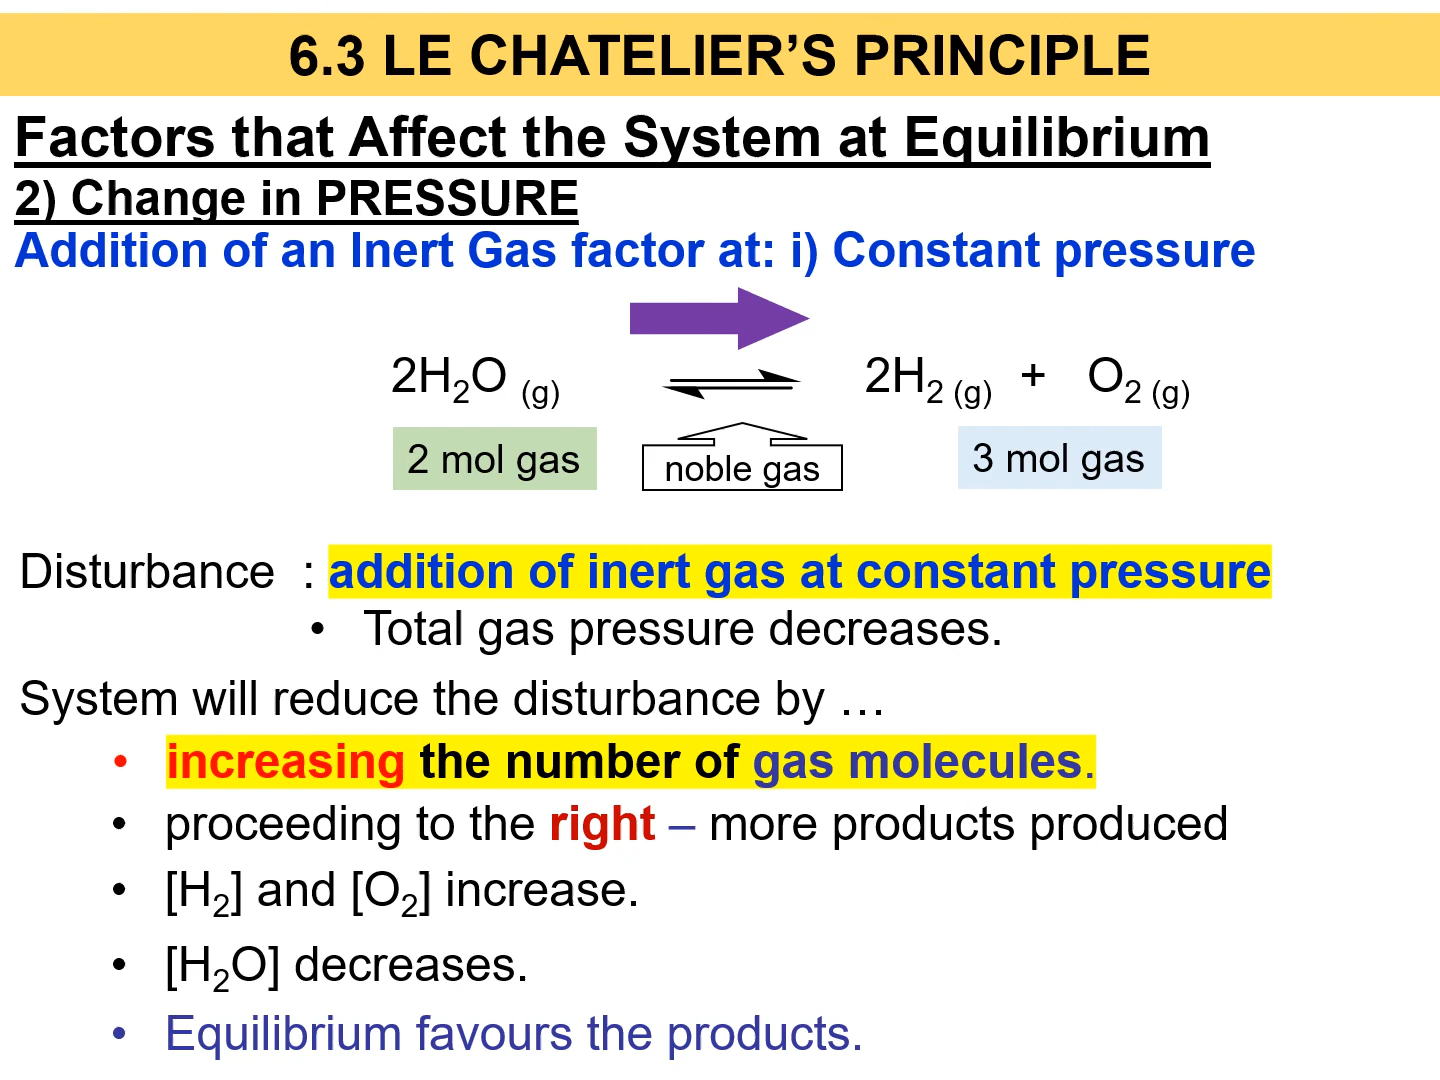 6.3 LE CHATELIER’S PRINCIPLE
Factors that Affect the System at Equilibrium
2) Change in PRESSURE
Addition of an Inert Gas factor at: i) Constant pressure
2H₂O (g) ⇌ 2H₂ (g) + O₂ (g)
2 mol gas noble gas 3 mol gas
Disturbance : addition of inert gas at constant pressure
• Total gas pressure decreases.
System will reduce the disturbance by …
• increasing the number of gas molecules.
• proceeding to the right – more products produced
• [H₂] and [O₂] increase.
• [H₂O] decreases.
• Equilibrium favours the products.